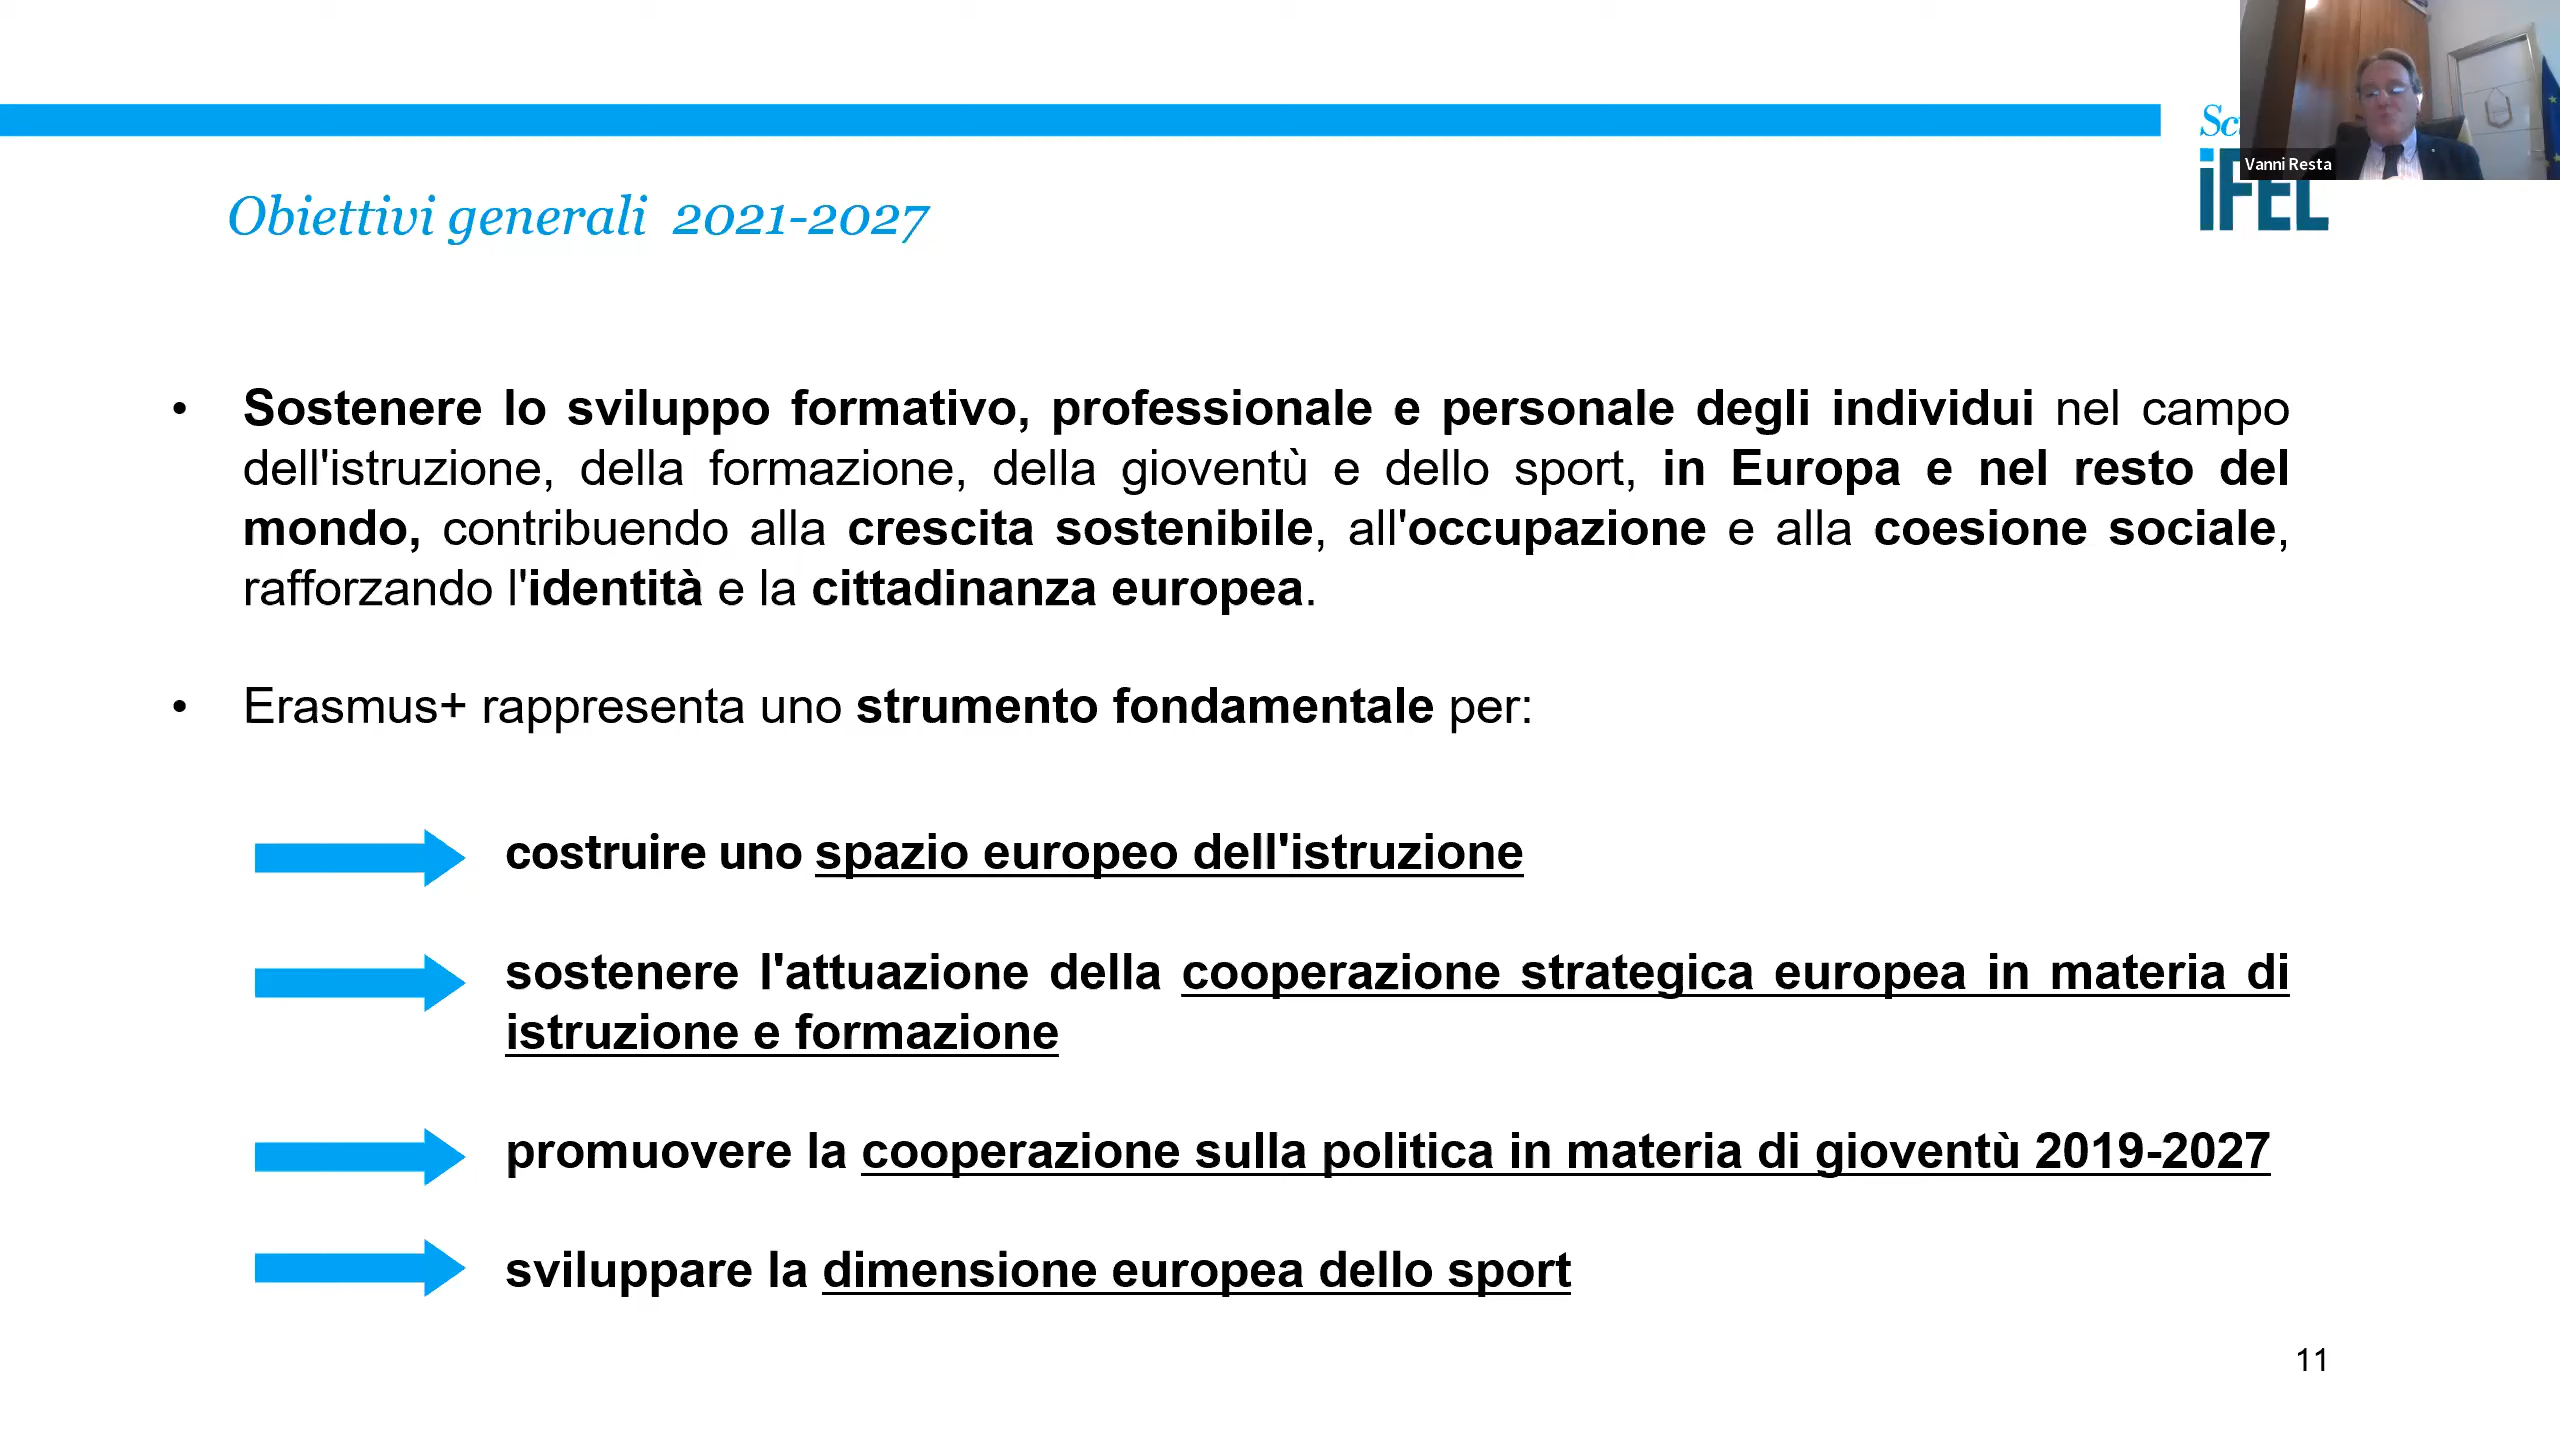 Vanni Resta
iFEL
Obiettivi generali 2021-2027
• Sostenere lo sviluppo formativo, professionale e personale degli individui nel campo
dell'istruzione, della formazione, della gioventù e dello sport, in Europa e nel resto del
mondo, contribuendo alla crescita sostenibile, all'occupazione e alla coesione sociale,
rafforzando l'identità e la cittadinanza europea.
• Erasmus+ rappresenta uno strumento fondamentale per:
costruire uno spazio europeo dell'istruzione
sostenere l'attuazione della cooperazione strategica europea in materia di
istruzione e formazione
promuovere la cooperazione sulla politica in materia di gioventù 2019-2027
sviluppare la dimensione europea dello sport
11